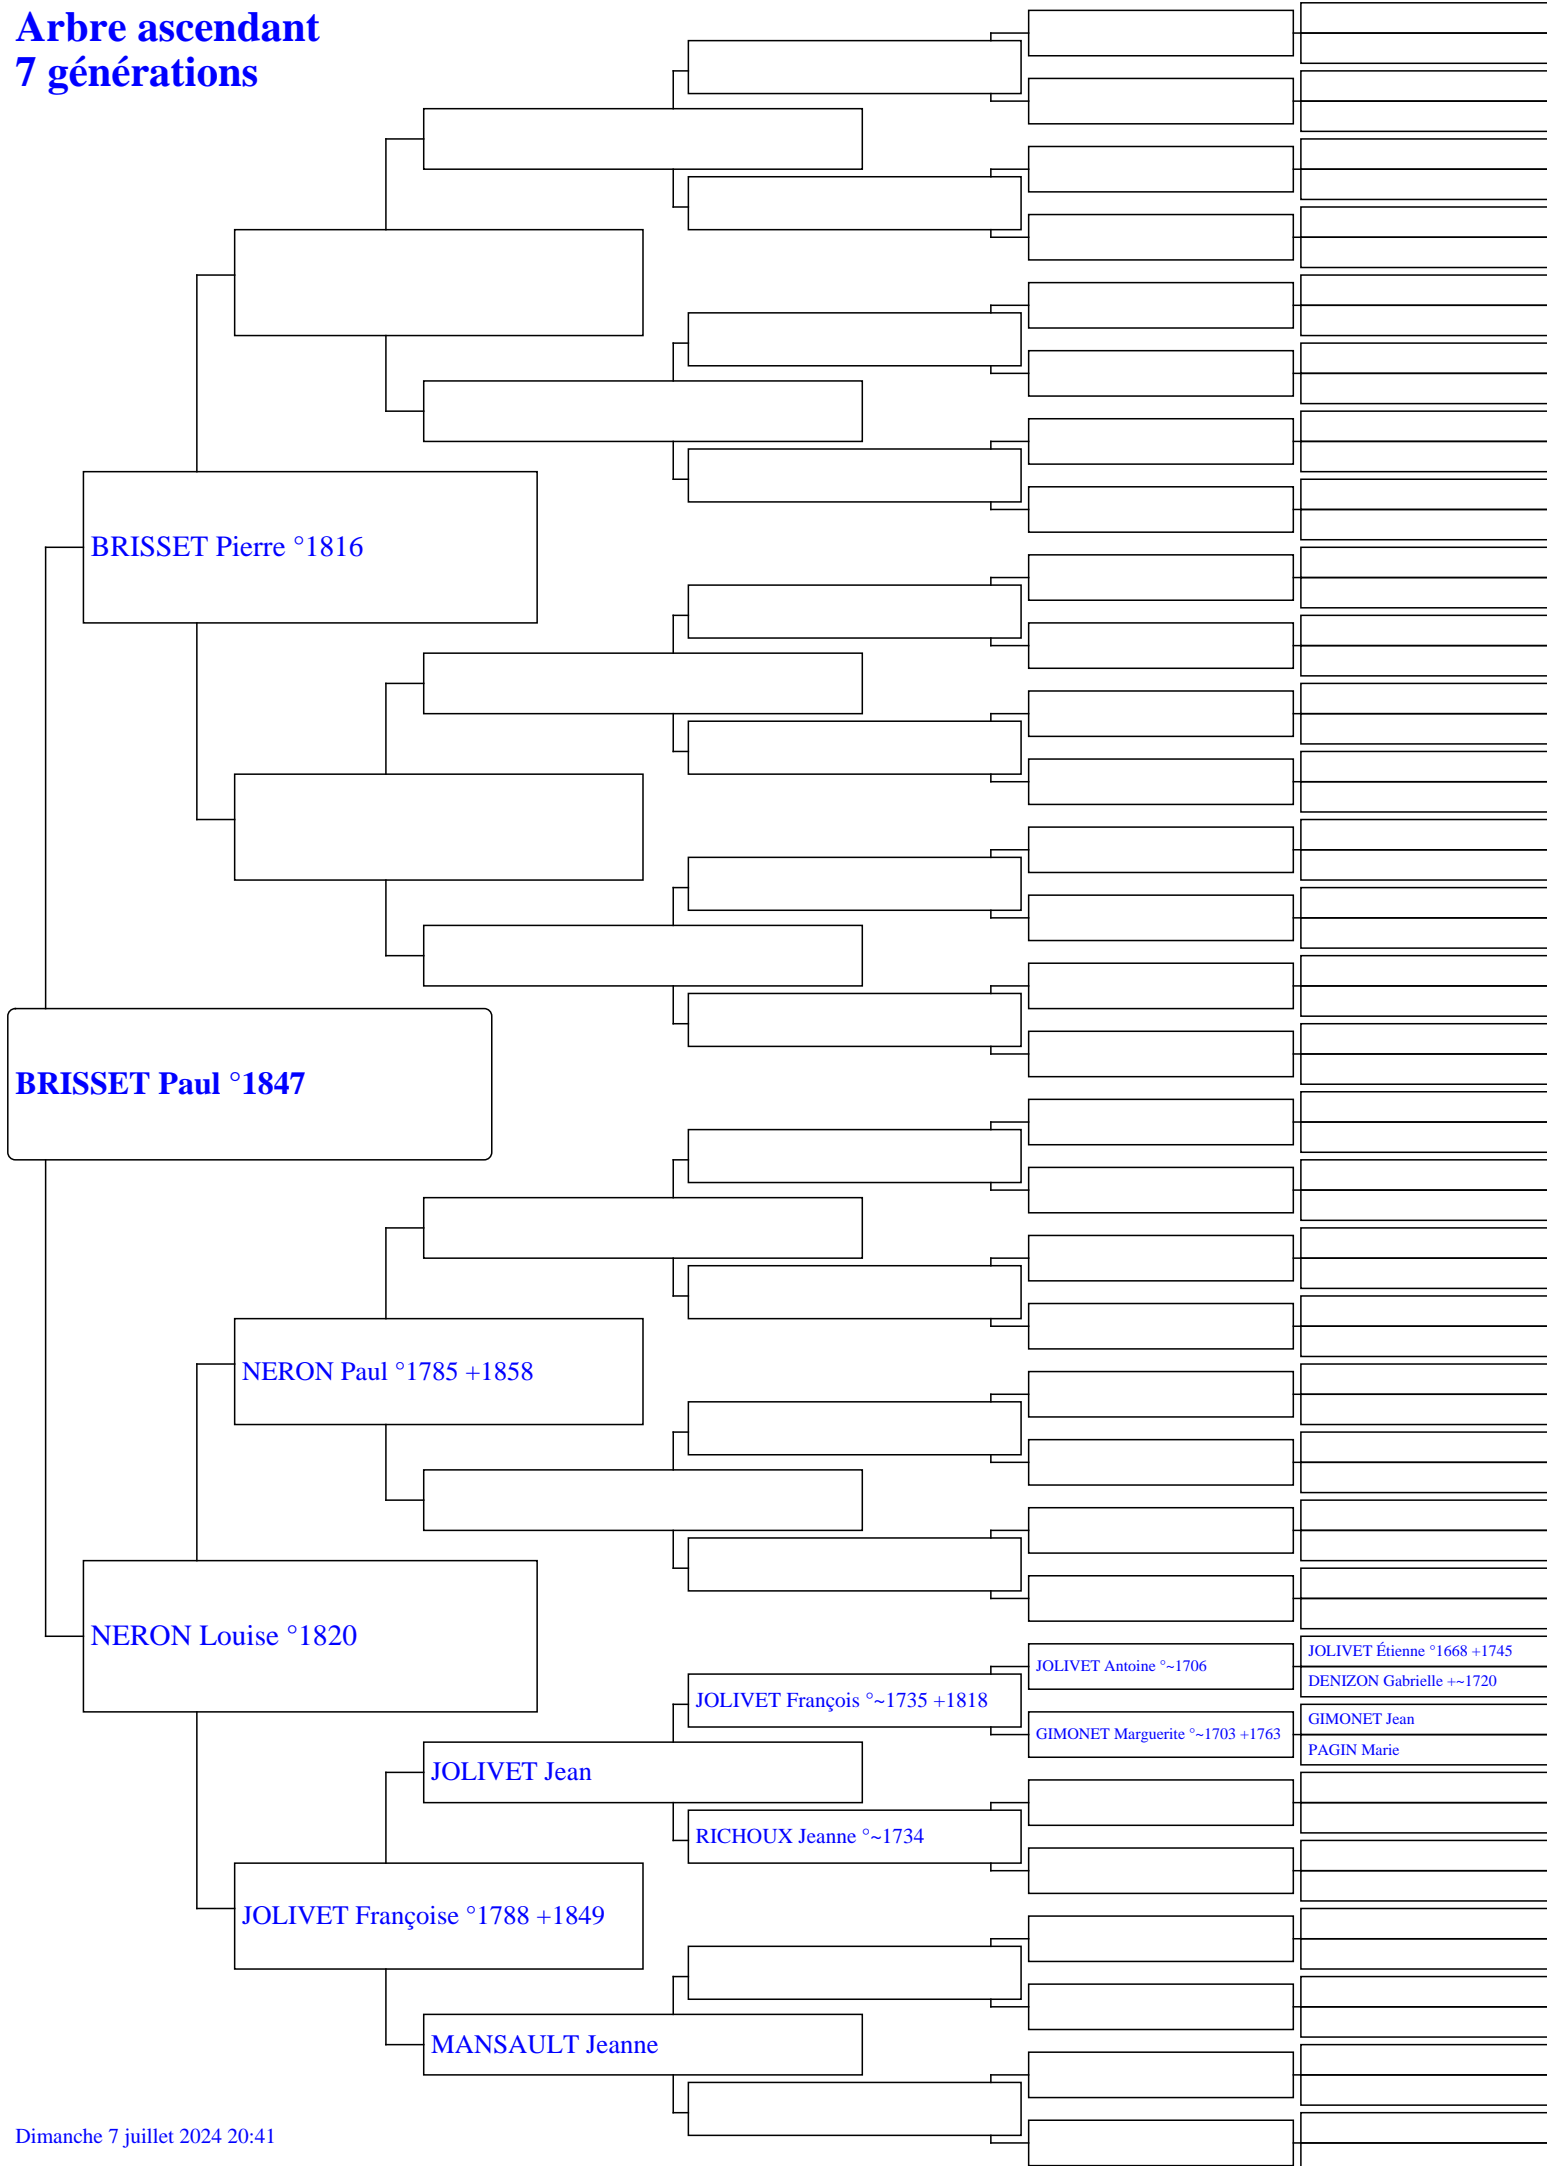 Arbre ascendant
7 générations
BRISSET Pierre °1816
BRISSET Paul °1847
NERON Paul °1785 +1858
NERON Louise °1820
JOLIVET Étienne °1668 +1745
JOLIVET Antoine °~1706
DENIZON Gabrielle +~1720
JOLIVET François °~1735 +1818
GIMONET Jean
GIMONET Marguerite °~1703 +1763
PAGIN Marie
JOLIVET Jean
RICHOUX Jeanne °~1734
JOLIVET Françoise °1788 +1849
MANSAULT Jeanne
Dimanche 7 juillet 2024 20:41